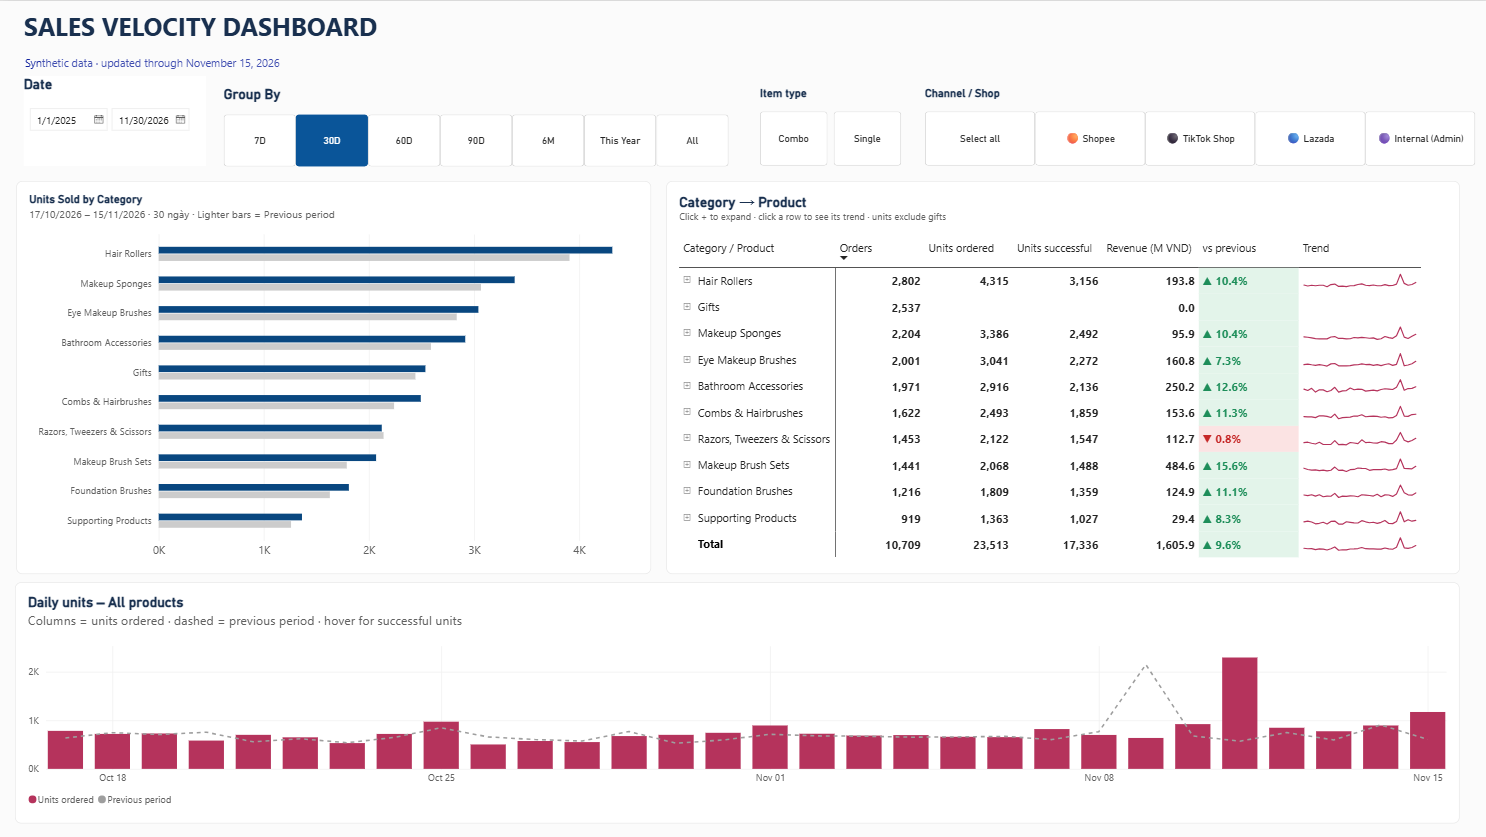 SALES VELOCITY DASHBOARD
Synthetic data · updated through November 15, 2026
Date
1/1/2025 11/30/2026
Group By
7D 30D 60D 90D 6M This Year All
Item type
Combo Single
Channel / Shop
Select all Shopee TikTok Shop Lazada Internal (Admin)
Units Sold by Category
17/10/2026 – 15/11/2026 · 30 ngày · Lighter bars = Previous period
Hair Rollers
Makeup Sponges
Eye Makeup Brushes
Bathroom Accessories
Gifts
Combs & Hairbrushes
Razors, Tweezers & Scissors
Makeup Brush Sets
Foundation Brushes
Supporting Products
0K 1K 2K 3K 4K
Category → Product
Click + to expand · click a row to see its trend · units exclude gifts
Category / Product Orders Units ordered Units successful Revenue (M VND) vs previous Trend
Hair Rollers 2,802 4,315 3,156 193.8 ▲ 10.4%
Gifts 2,537 0.0
Makeup Sponges 2,204 3,386 2,492 95.9 ▲ 10.4%
Eye Makeup Brushes 2,001 3,041 2,272 160.8 ▲ 7.3%
Bathroom Accessories 1,971 2,916 2,136 250.2 ▲ 12.6%
Combs & Hairbrushes 1,622 2,493 1,859 153.6 ▲ 11.3%
Razors, Tweezers & Scissors 1,453 2,122 1,547 112.7 ▼ 0.8%
Makeup Brush Sets 1,441 2,068 1,488 484.6 ▲ 15.6%
Foundation Brushes 1,216 1,809 1,359 124.9 ▲ 11.1%
Supporting Products 919 1,363 1,027 29.4 ▲ 8.3%
Total 10,709 23,513 17,336 1,605.9 ▲ 9.6%
Daily units – All products
Columns = units ordered · dashed = previous period · hover for successful units
2K
1K
0K
Oct 18 Oct 25 Nov 01 Nov 08 Nov 15
Units ordered Previous period